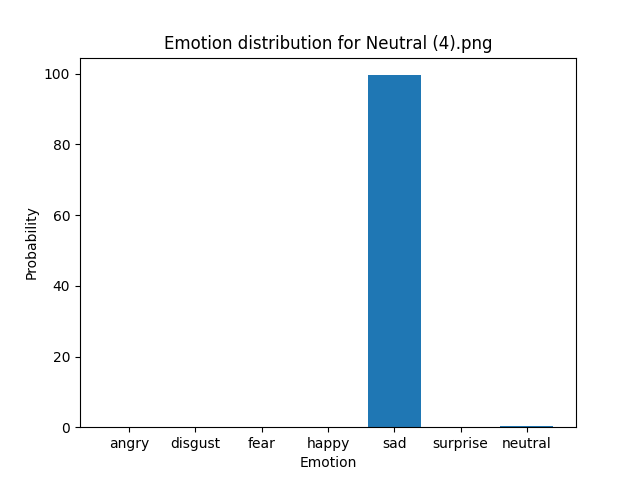 Emotion distribution for Neutral (4).png
Probability
100
80
60
40
20
0
angry disgust fear happy sad surprise neutral
Emotion